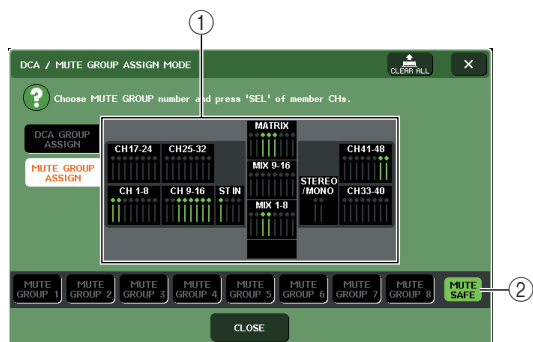 1
DCA / MUTE GROUP ASSIGN MODE
CLEAR ALL
×
? Choose MUTE GROUP number and press 'SEL' of member CHs.
DCA GROUP
ASSIGN
MUTE GROUP
ASSIGN
MATRIX
CH17-24 CH25-32
CH41-48
MIX 9-16
STEREO
/MONO
CH 1-8 CH 9-16 ST IN
CH33-40
MIX 1-8
MUTE
GROUP 1
MUTE
GROUP 2
MUTE
GROUP 3
MUTE
GROUP 4
MUTE
GROUP 5
MUTE
GROUP 6
MUTE
GROUP 7
MUTE
GROUP 8
MUTE
SAFE
2
CLOSE